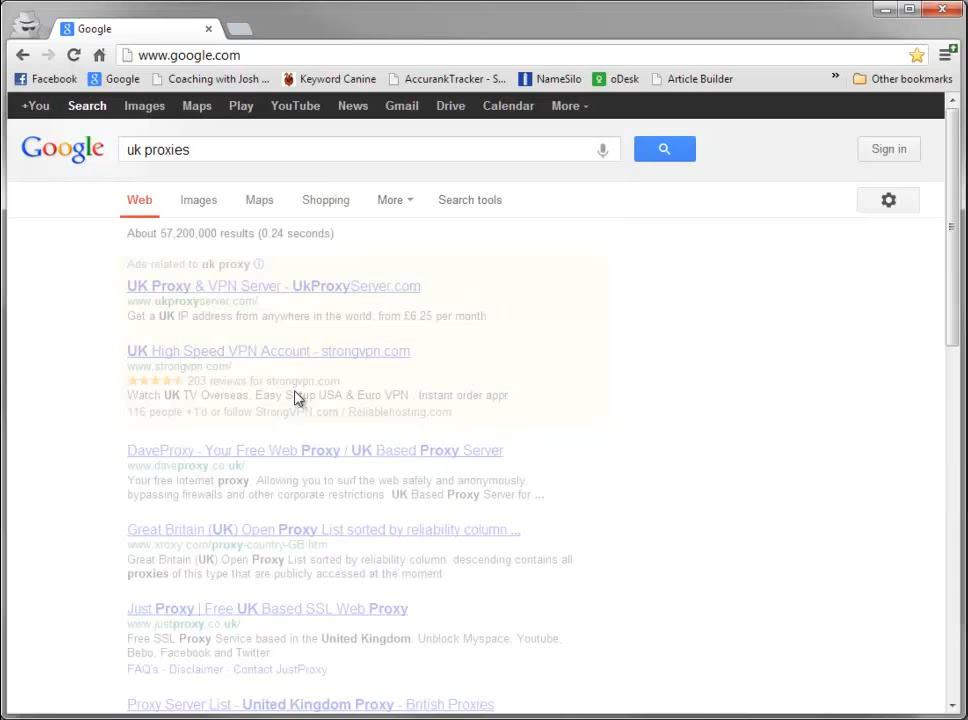 Google
www.google.com
Facebook Google Coaching with Josh ... Keyword Canine AccurankTracker - S... NameSilo oDesk Article Builder » Other bookmarks
+You Search Images Maps Play YouTube News Gmail Drive Calendar More
Google uk proxies Sign in
Web Images Maps Shopping More Search tools
About 57,200,000 results (0.24 seconds)
Ads related to uk proxy
UK Proxy & VPN Server - UkProxyServer.com
www.ukproxyserver.com/
Get a UK IP address from anywhere in the world, from £6.25 per month
UK High Speed VPN Account - strongvpn.com
www.strongvpn.com/
203 reviews for strongvpn.com
Watch UK TV Overseas. Easy Setup USA & Euro VPN . Instant order appr
116 people +1'd or follow StrongVPN.com / Reliablehosting.com
DaveProxy - Your Free Web Proxy / UK Based Proxy Server
www.daveproxy.co.uk/
Your free Internet proxy. Allowing you to surf the web safely and anonymously,
bypassing firewalls and other corporate restrictions. UK Based Proxy Server for ...
Great Britain (UK) Open Proxy List sorted by reliability column ...
www.xroxy.com/proxy-country-GB.htm
Great Britain (UK) Open Proxy List sorted by reliability column, descending contains all
proxies of this type that are publicly accessed at the moment
Just Proxy | Free UK Based SSL Web Proxy
www.justproxy.co.uk/
Free SSL Proxy Service based in the United Kingdom. Unblock Myspace, Youtube,
Bebo, Facebook and Twitter
FAQ's - Disclaimer - Contact JustProxy
Proxy Server List - United Kingdom Proxy - British Proxies